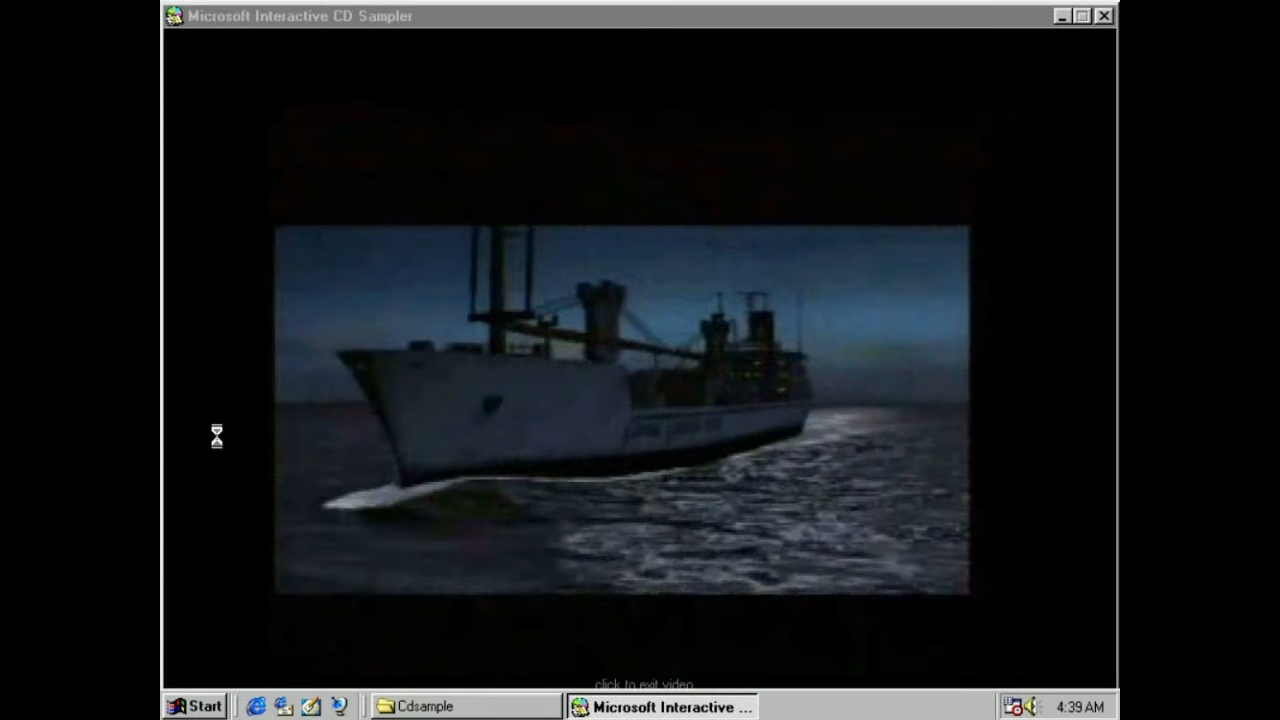 Microsoft Interactive CD Sampler
click to exit video
Start
Cdsample
Microsoft Interactive ...
4:39 AM